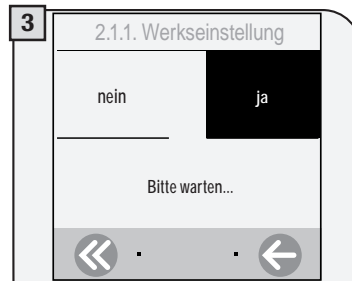 3
2.1.1. Werkseinstellung
nein ja
Bitte warten...